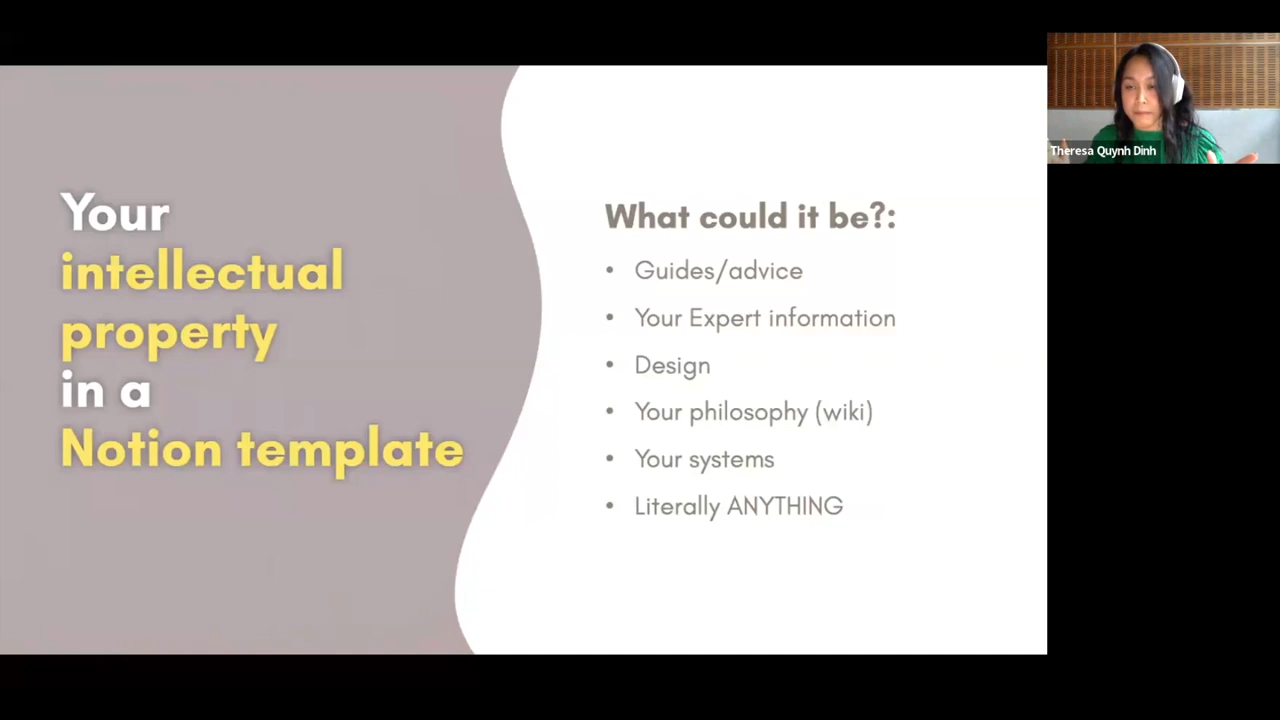 Your
intellectual
property
in a
Notion template
What could it be?:
• Guides/advice
• Your Expert information
• Design
• Your philosophy (wiki)
• Your systems
• Literally ANYTHING
Theresa Quynh Dinh